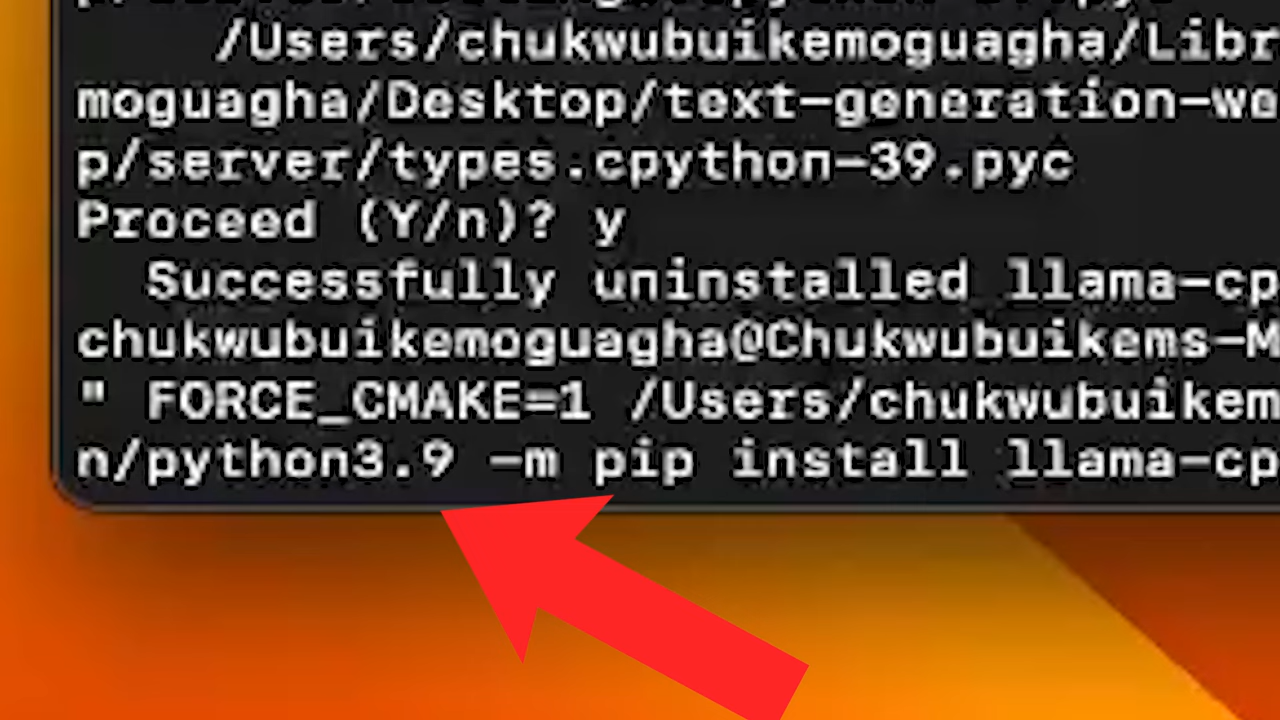 /Users/chukwubuikemoguagha/Libr
moguagha/Desktop/text-generation-we
p/server/types.cpython-39.pyc
Proceed (Y/n)? y
Successfully uninstalled llama-cp
chukwubuikemoguagha@Chukwubuikems-M
" FORCE_CMAKE=1 /Users/chukwubuikem
n/python3.9 -m pip install llama-cp